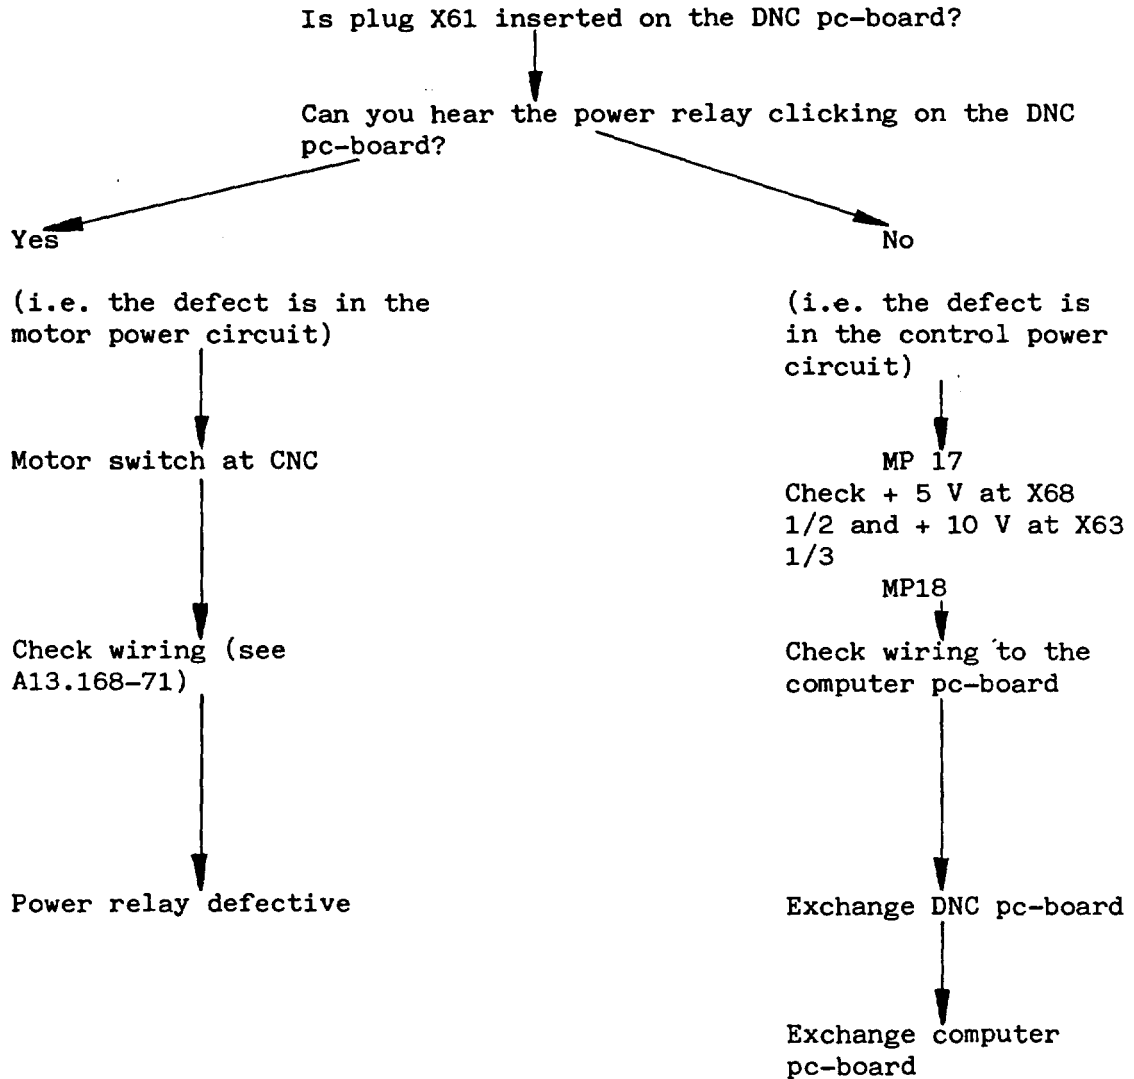 Is plug X61 inserted on the DNC pc-board?
Can you hear the power relay clicking on the DNC
pc-board?
Yes
(i.e. the defect is in the
motor power circuit)
Motor switch at CNC
Check wiring (see
A13.168-71)
Power relay defective
No
(i.e. the defect is
in the control power
circuit)
MP 17
Check + 5 V at X68
1/2 and + 10 V at X63
1/3
MP18
Check wiring to the
computer pc-board
Exchange DNC pc-board
Exchange computer
pc-board